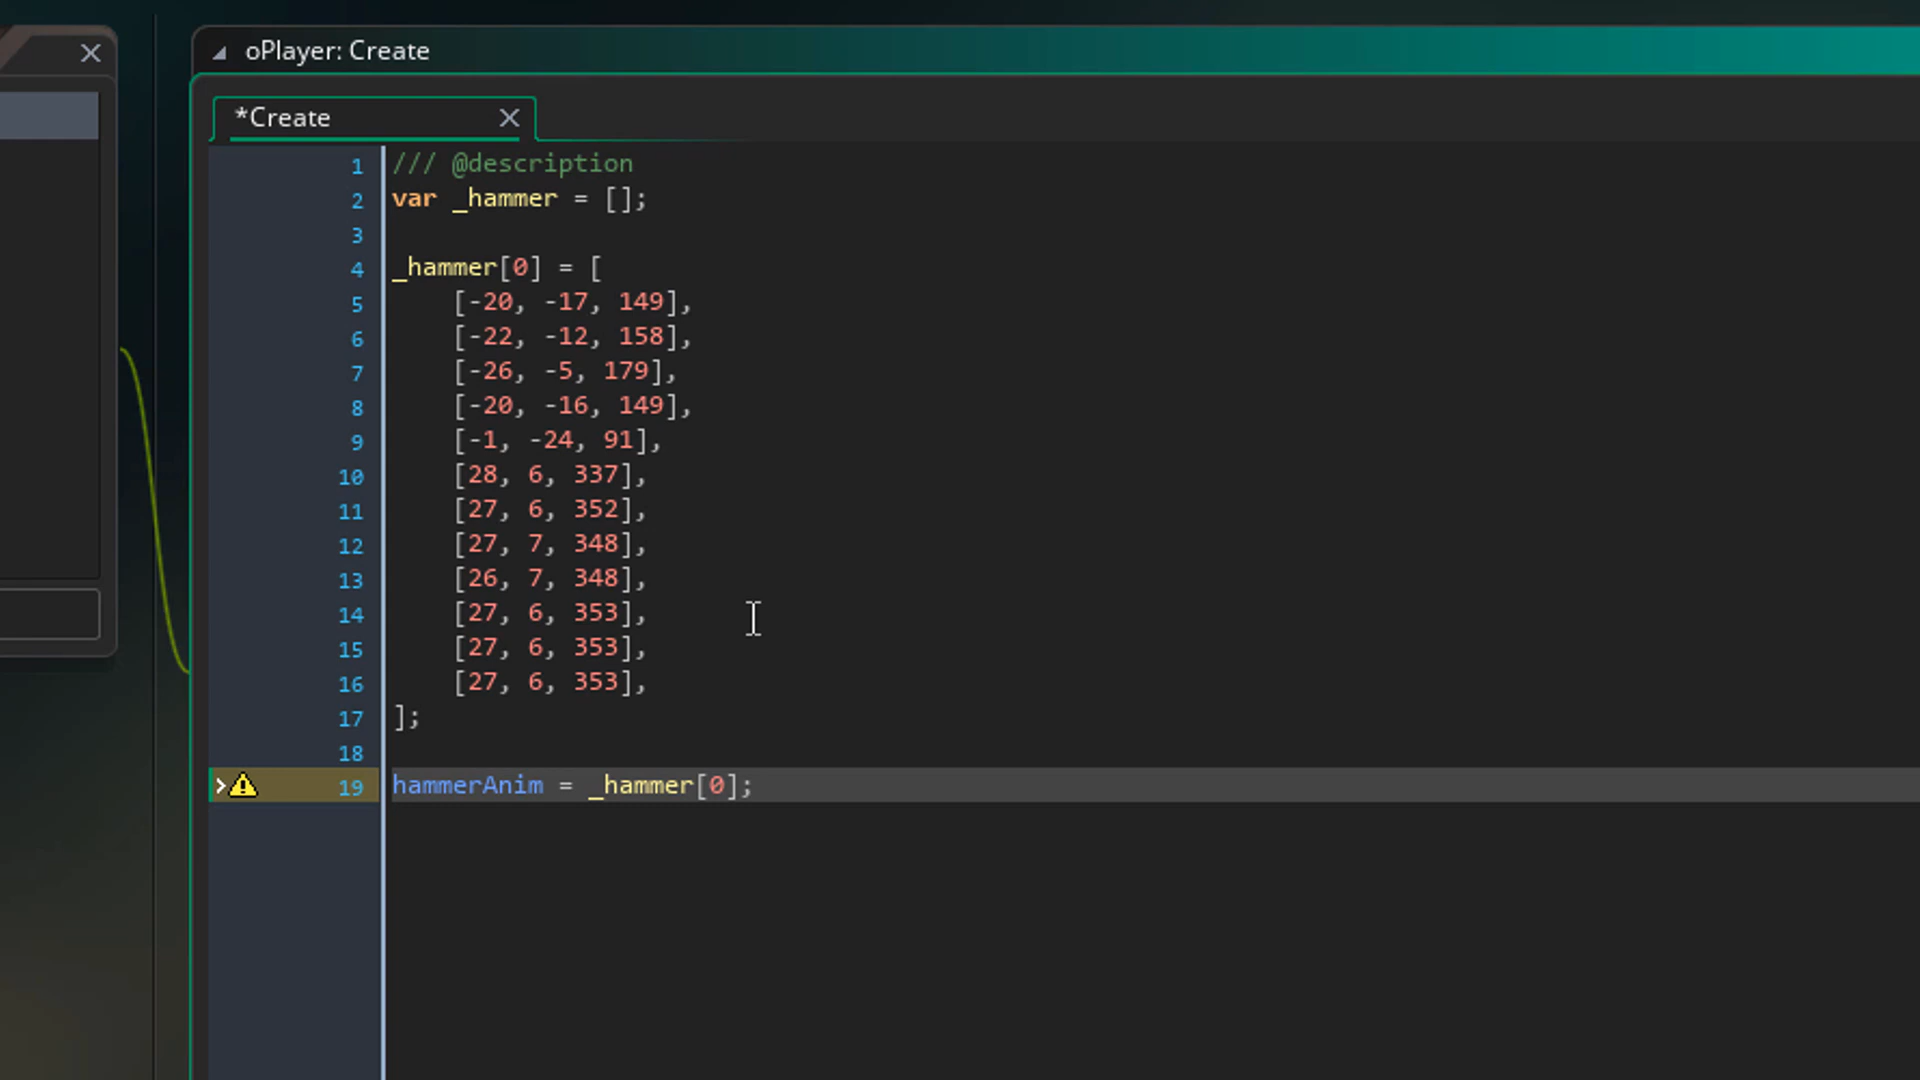 oPlayer: Create
*Create
1 /// @description
2 var _hammer = [];
3
4 _hammer[0] = [
5 [-20, -17, 149],
6 [-22, -12, 158],
7 [-26, -5, 179],
8 [-20, -16, 149],
9 [-1, -24, 91],
10 [28, 6, 337],
11 [27, 6, 352],
12 [27, 7, 348],
13 [26, 7, 348],
14 [27, 6, 353],
15 [27, 6, 353],
16 [27, 6, 353],
17 ];
18
19 hammerAnim = _hammer[0];